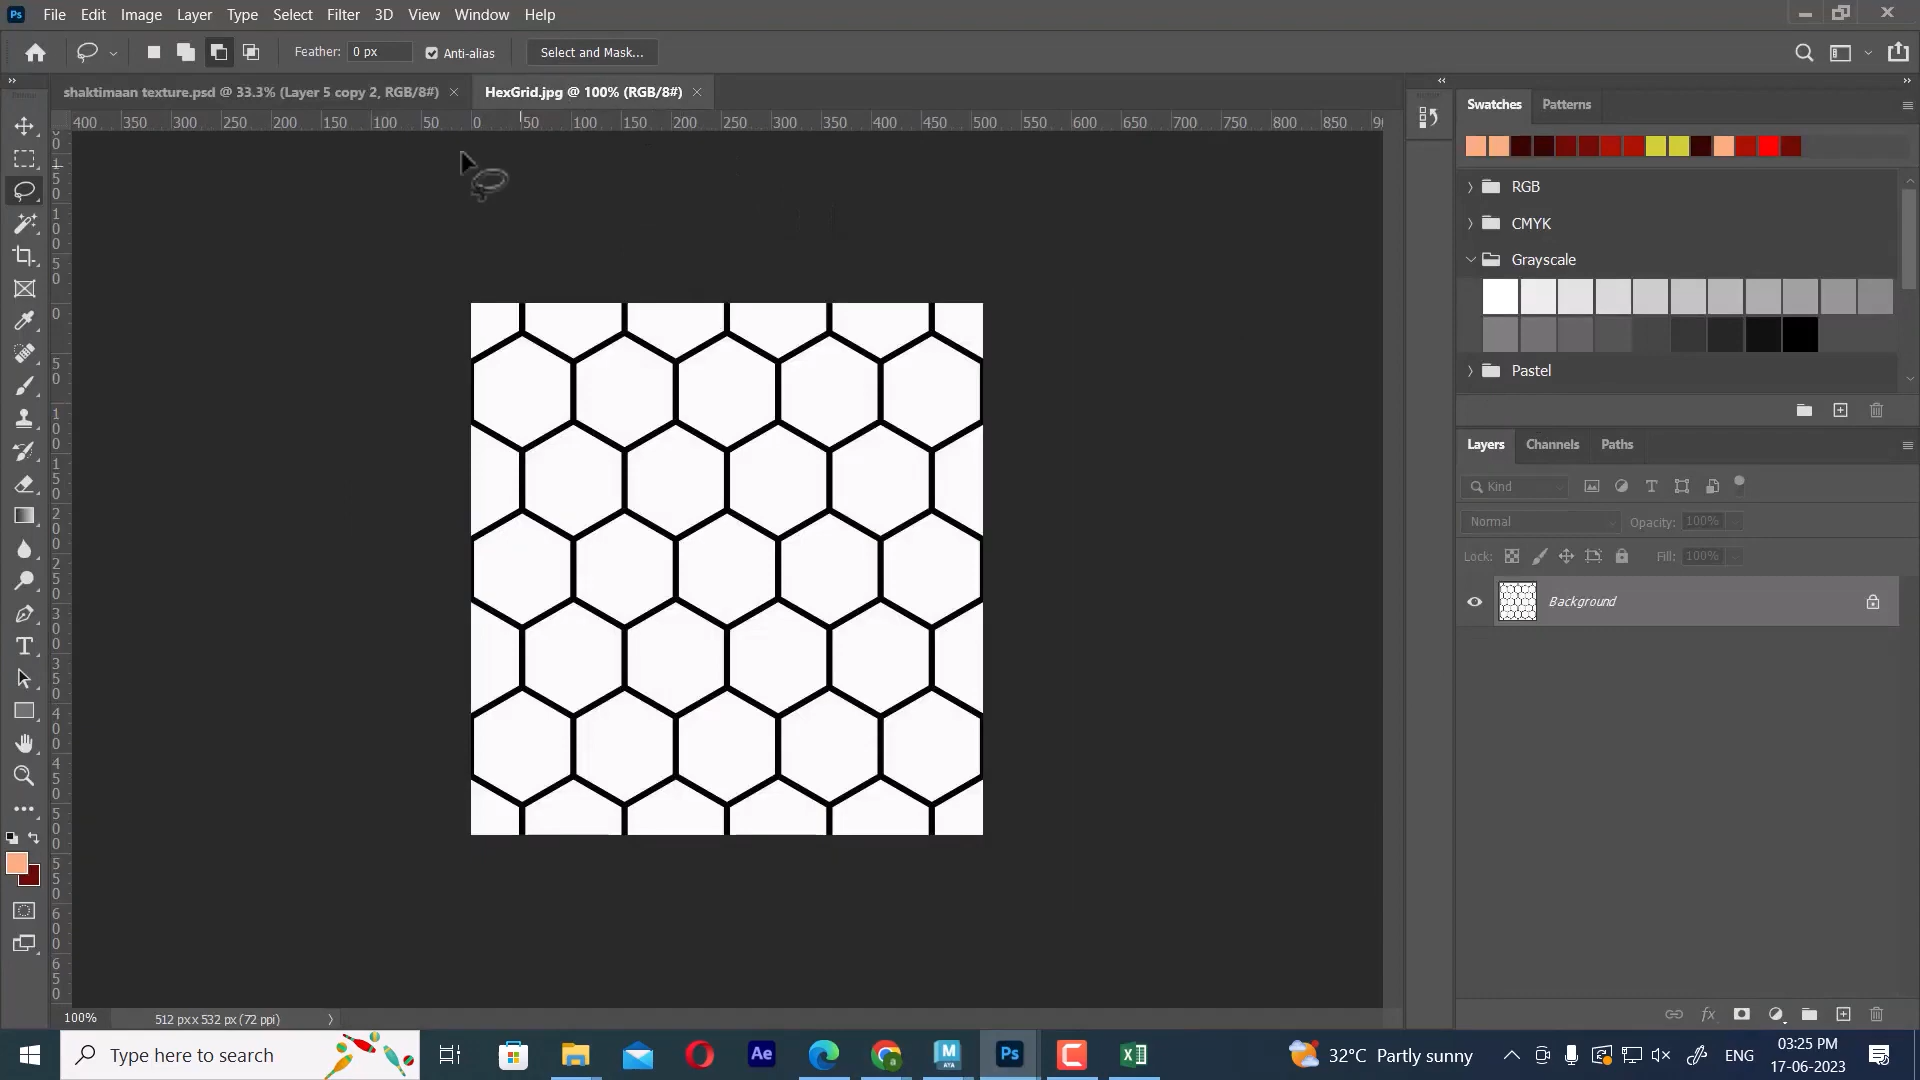 Ps File Edit Image Layer Type Select Filter 3D View Window Help
Feather: 0 px Anti-alias Select and Mask...
shaktimaan texture.psd @ 33.3% (Layer 5 copy 2, RGB/8#) HexGrid.jpg @ 100% (RGB/8#)
400 350 300 250 200 150 100 50 0 50 100 150 200 250 300 350 400 450 500 550 600 650 700 750 800 850
Swatches Patterns
RGB
CMYK
Grayscale
Pastel
Layers Channels Paths
Kind
Normal Opacity: 100%
Lock: Fill: 100%
Background
100% 512 px x 532 px (72 ppi)
Type here to search
Ae
M
AYA
Ps
32°C Partly sunny
ENG
03:25 PM
17-06-2023